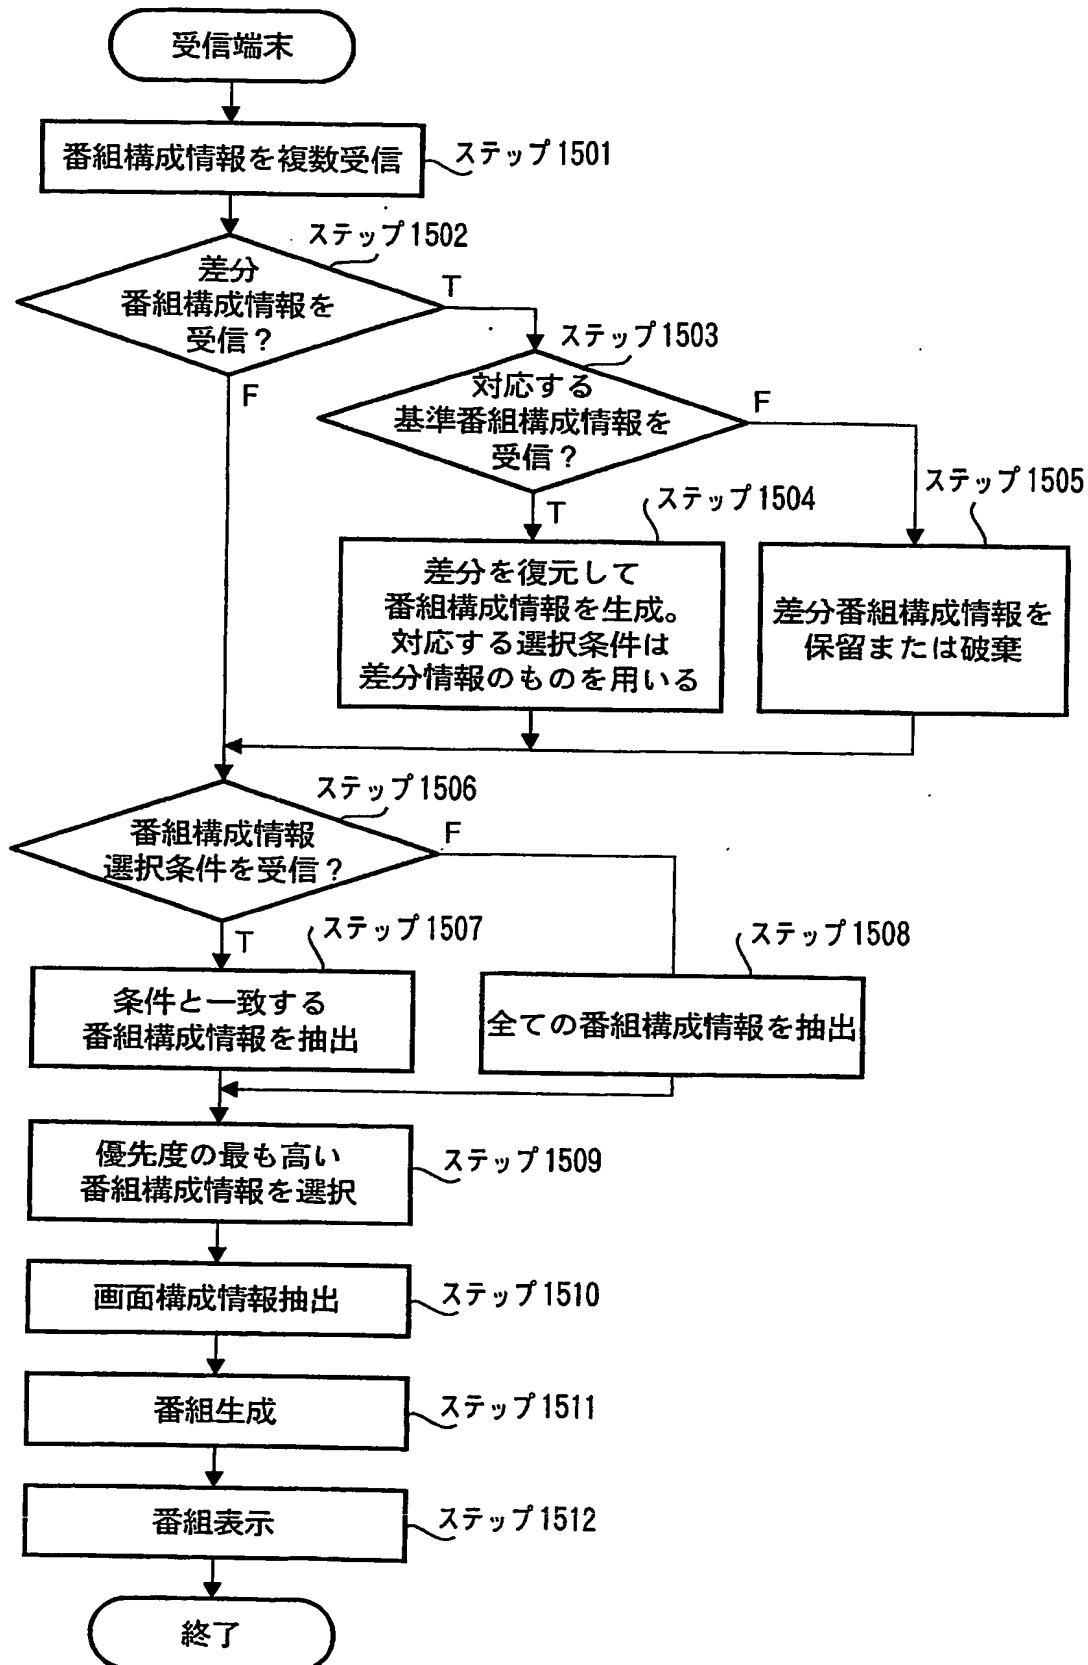 受信端末
番組構成情報を複数受信
ステップ1501
ステップ1502
差分
番組構成情報を
受信？
T
F
ステップ1503
対応する
基準番組構成情報を
受信？
F
T
ステップ1504
ステップ1505
差分を復元して
番組構成情報を生成。
対応する選択条件は
差分情報のものを用いる
差分番組構成情報を
保留または破棄
ステップ1506
番組構成情報
選択条件を受信？
F
T
ステップ1507
ステップ1508
条件と一致する
番組構成情報を抽出
全ての番組構成情報を抽出
優先度の最も高い
番組構成情報を選択
ステップ1509
画面構成情報抽出
ステップ1510
番組生成
ステップ1511
番組表示
ステップ1512
終了